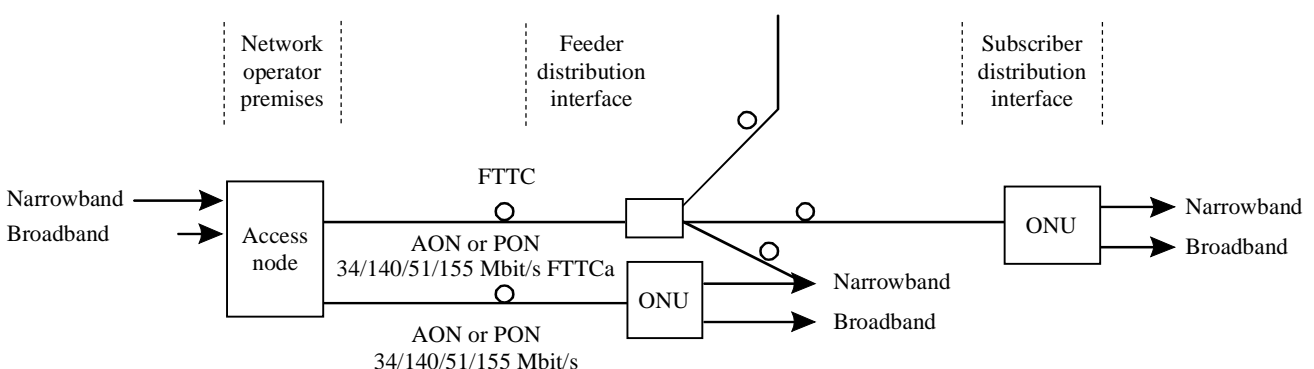 Network
operator
premises
Feeder
distribution
interface
Subscriber
distribution
interface
Narrowband
Broadband
Access
node
FTTC
AON or PON
34/140/51/155 Mbit/s FTTCa
AON or PON
34/140/51/155 Mbit/s
ONU
Narrowband
Broadband
ONU
Narrowband
Broadband